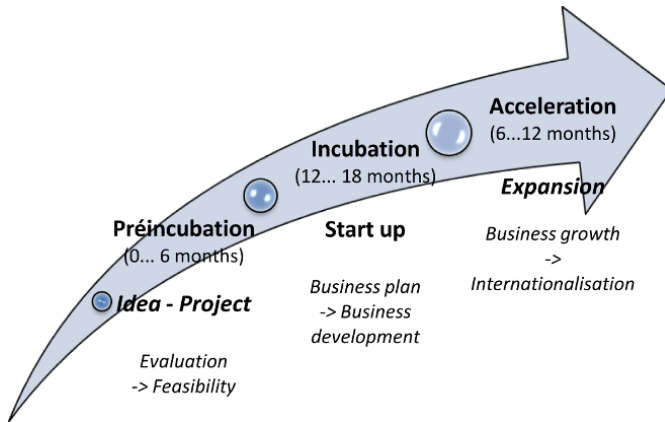 Préincubation
(0... 6 months)
Idea - Project
Evaluation
-> Feasibility
Incubation
(12... 18 months)
Start up
Business plan
-> Business
development
Acceleration
(6...12 months)
Expansion
Business growth
->
Internationalisation